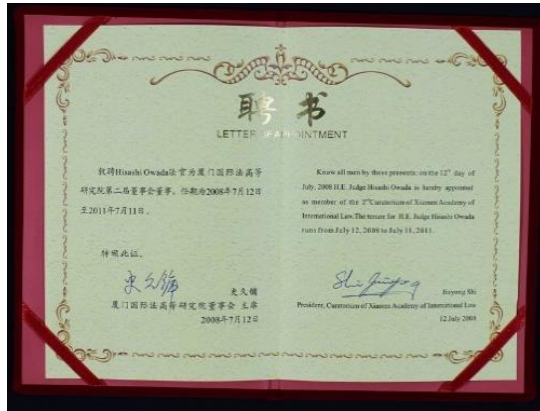 聘书
LETTER OF APPOINTMENT
敦聘Hisashi Owada法官为厦门国际法高等
研究院第二届董事会董事。任期为2008年7月12日
至2011年7月11日。
特颁此证。
史久镛
史久镛
厦门国际法高等研究院董事会 主席
2008年7月12日
Know all men by these presents: on the 12th day of
July, 2008 H.E. Judge Hisashi Owada is hereby appointed
as member of the 2nd Curatorium of Xiamen Academy of
International Law. The tenure for H.E. Judge Hisashi Owada
runs from July 12, 2008 to July 11, 2011.
Shi Jiuyong
Jiuyong Shi
President, Curatorium of Xiamen Academy of International Law
12 July 2008